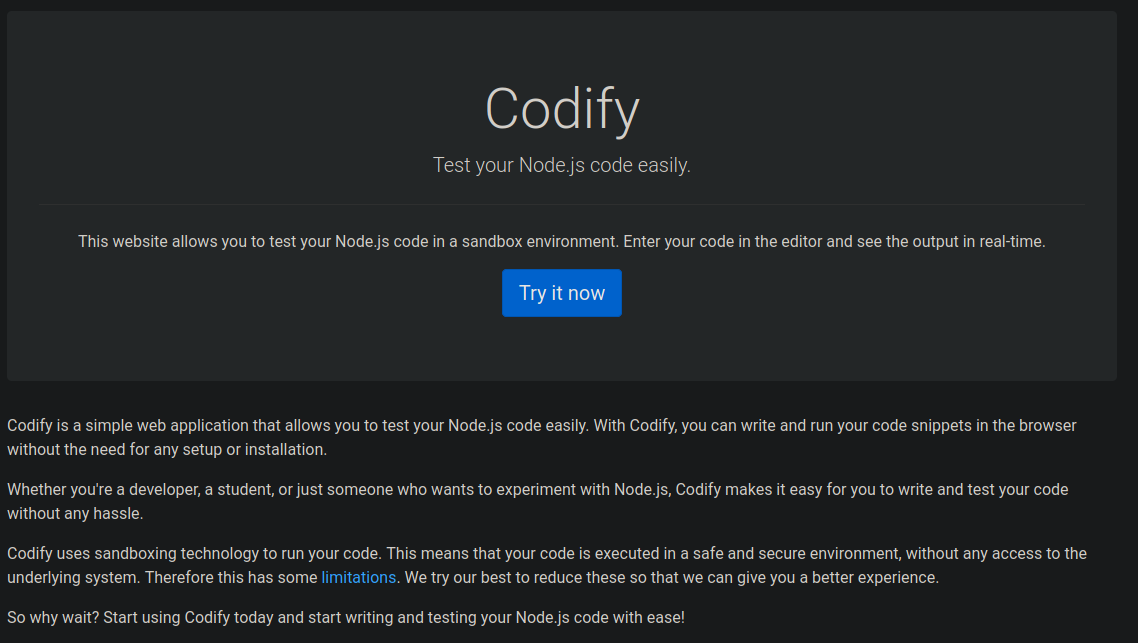 Codify
Test your Node.js code easily.
This website allows you to test your Node.js code in a sandbox environment. Enter your code in the editor and see the output in real-time.
Try it now
Codify is a simple web application that allows you to test your Node.js code easily. With Codify, you can write and run your code snippets in the browser
without the need for any setup or installation.
Whether you're a developer, a student, or just someone who wants to experiment with Node.js, Codify makes it easy for you to write and test your code
without any hassle.
Codify uses sandboxing technology to run your code. This means that your code is executed in a safe and secure environment, without any access to the
underlying system. Therefore this has some limitations. We try our best to reduce these so that we can give you a better experience.
So why wait? Start using Codify today and start writing and testing your Node.js code with ease!